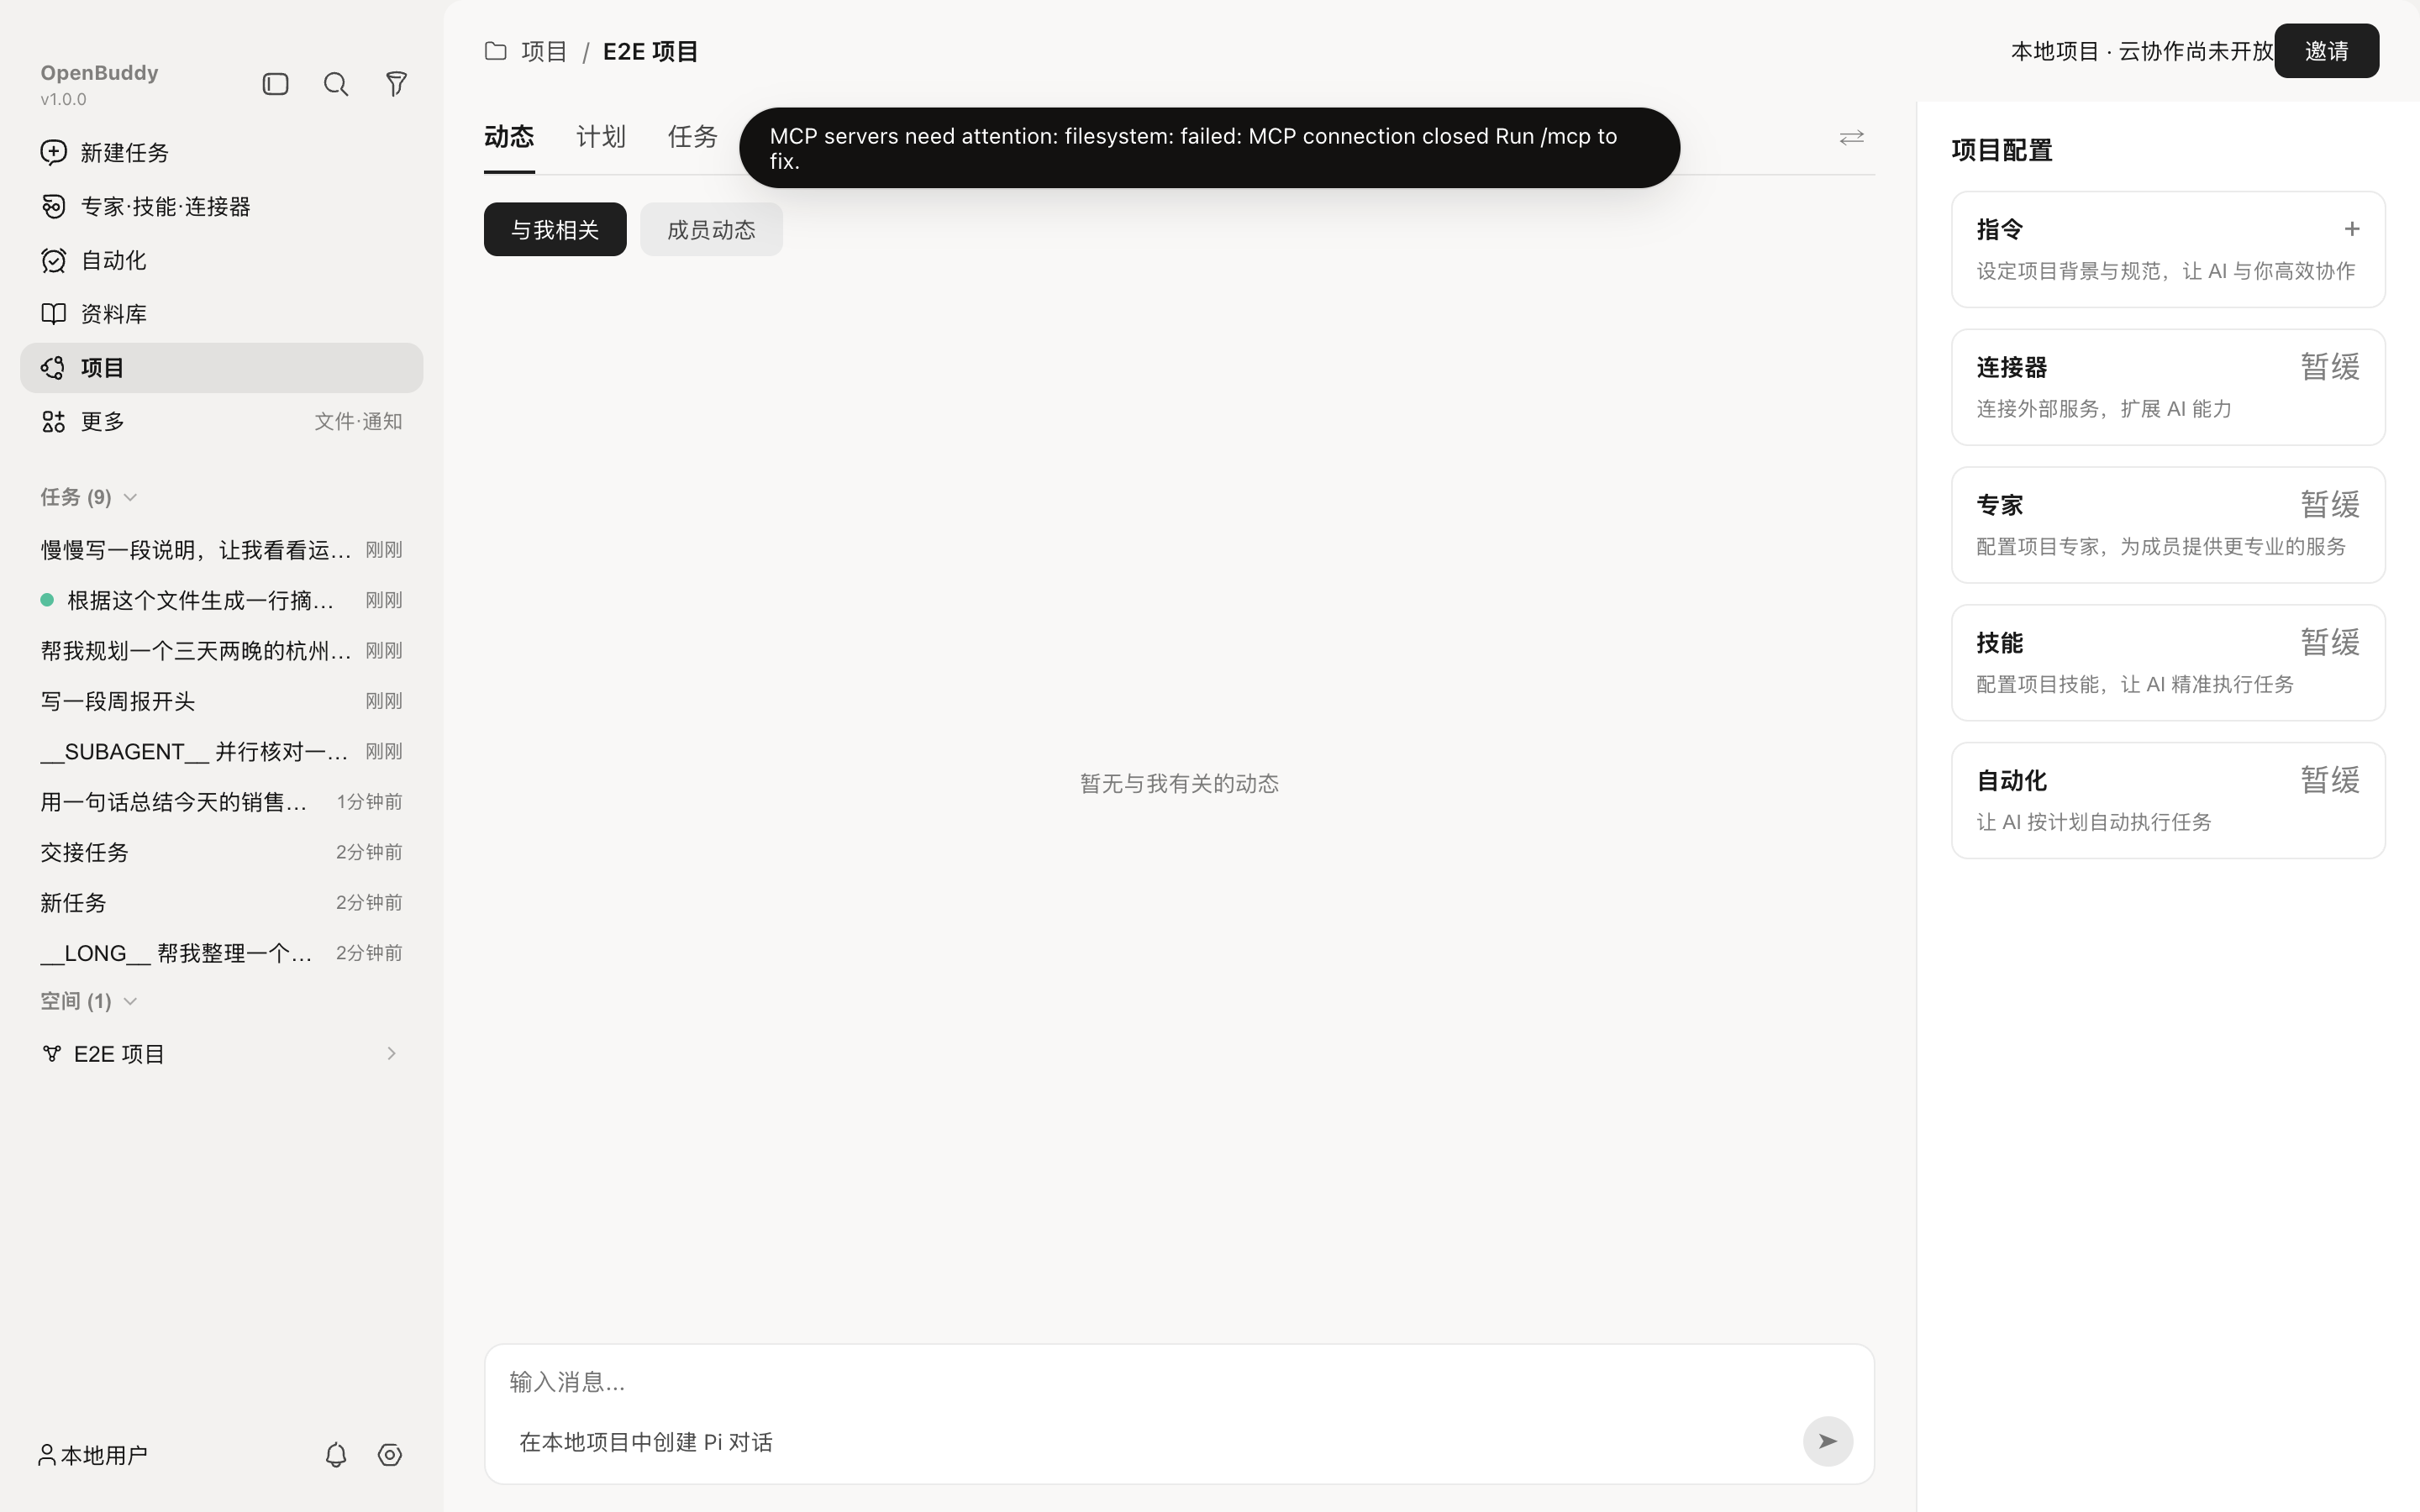 OpenBuddy
v1.0.0
新建任务
专家·技能·连接器
自动化
资料库
项目
更多 文件·通知
任务 (9)
慢慢写一段说明，让我看看运... 刚刚
根据这个文件生成一行摘... 刚刚
帮我规划一个三天两晚的杭州... 刚刚
写一段周报开头 刚刚
__SUBAGENT__ 并行核对一... 刚刚
用一句话总结今天的销售... 1分钟前
交接任务 2分钟前
新任务 2分钟前
__LONG__ 帮我整理一个... 2分钟前
空间 (1)
E2E 项目
本地用户
项目 / E2E 项目
本地项目 · 云协作尚未开放 邀请
动态 计划 任务
MCP servers need attention: filesystem: failed: MCP connection closed Run /mcp to
fix.
与我相关 成员动态
暂无与我有关的动态
输入消息...
在本地项目中创建 Pi 对话
项目配置
指令 +
设定项目背景与规范，让 AI 与你高效协作
连接器 暂缓
连接外部服务，扩展 AI 能力
专家 暂缓
配置项目专家，为成员提供更专业的服务
技能 暂缓
配置项目技能，让 AI 精准执行任务
自动化 暂缓
让 AI 按计划自动执行任务